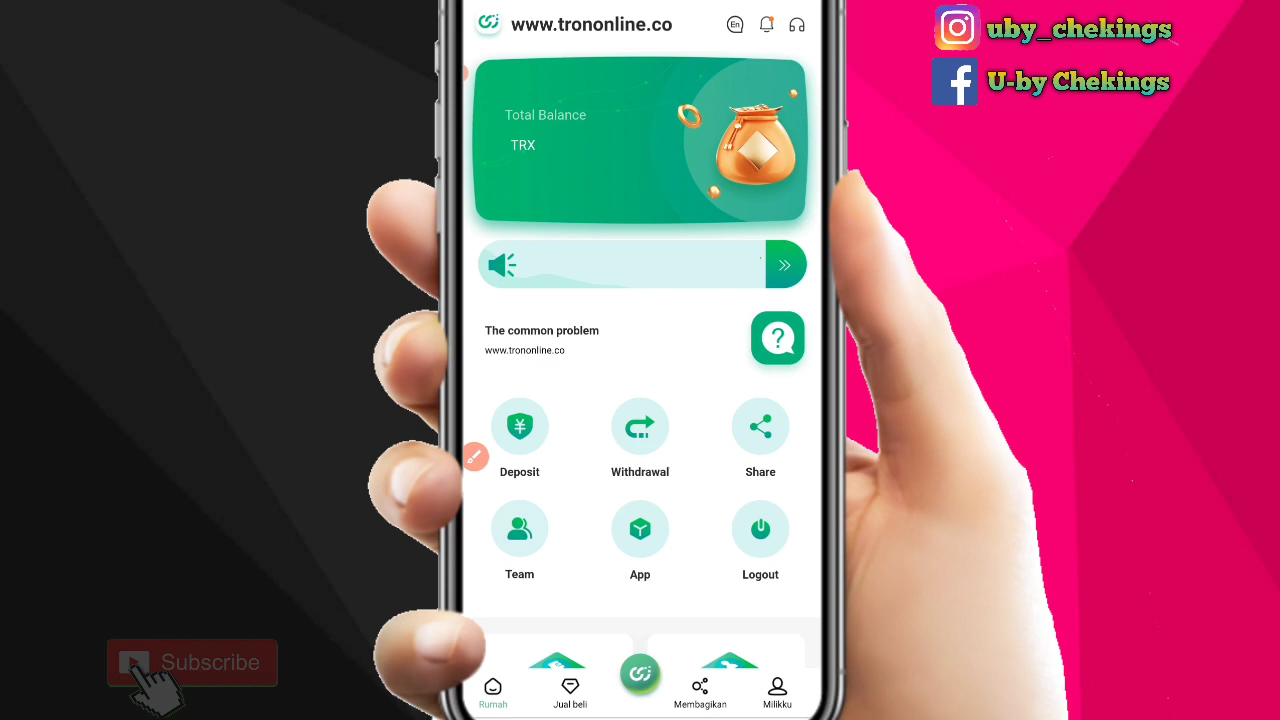 www.trononline.co
En
uby_chekings
U-by Chekings
Total Balance
TRX
The common problem
www.trononline.co
Deposit
Withdrawal
Share
Team
App
Logout
Subscribe
Rumah
Jual beli
Membagikan
Milikku